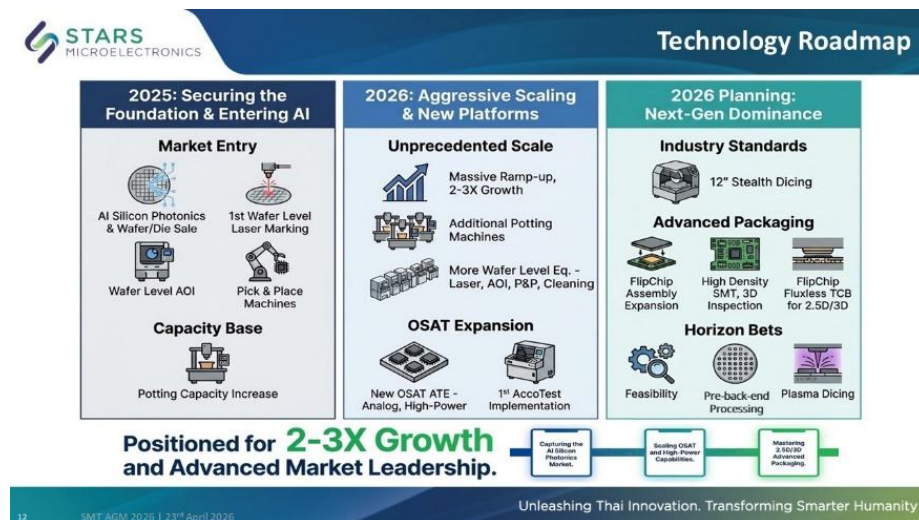 STARS
MICROELECTRONICS
Technology Roadmap
2025: Securing the
Foundation & Entering AI
Market Entry
AI Silicon Photonics
& Wafer/Die Sale
1st Wafer Level
Laser Marking
Wafer Level AOI
Pick & Place
Machines
Capacity Base
Potting Capacity Increase
2026: Aggressive Scaling
& New Platforms
Unprecedented Scale
Massive Ramp-up,
2-3X Growth
Additional Potting
Machines
More Wafer Level Eq. -
Laser, AOI, P&P, Cleaning
OSAT Expansion
New OSAT ATE -
Analog, High-Power
1st AccoTest
Implementation
2026 Planning:
Next-Gen Dominance
Industry Standards
12" Stealth Dicing
Advanced Packaging
FlipChip
Assembly
Expansion
High Density
SMT, 3D
Inspection
FlipChip
Fluxless TCB
for 2.5D/3D
Horizon Bets
Feasibility
Pre-back-end
Processing
Plasma Dicing
Positioned for 2-3X Growth
and Advanced Market Leadership.
Capturing the
AI Silicon
Photonics
Market.
Scaling OSAT
and High-Power
Capabilities.
Mastering
2.5D/3D
Advanced
Packaging.
Unleashing Thai Innovation. Transforming Smarter Humanity
12
SMT AGM 2026 | 23rd April 2026